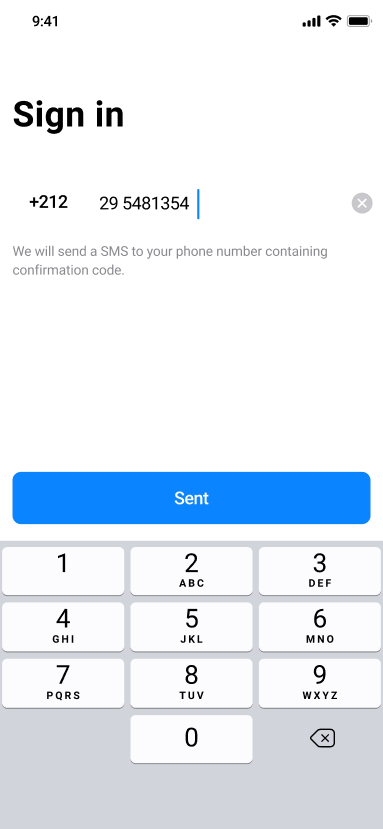 9:41
Sign in
+212 29 5481354
We will send a SMS to your phone number containing
confirmation code.
Sent
1 2 3
ABC DEF
4 5 6
GHI JKL MNO
7 8 9
PQRS TUV WXYZ
0